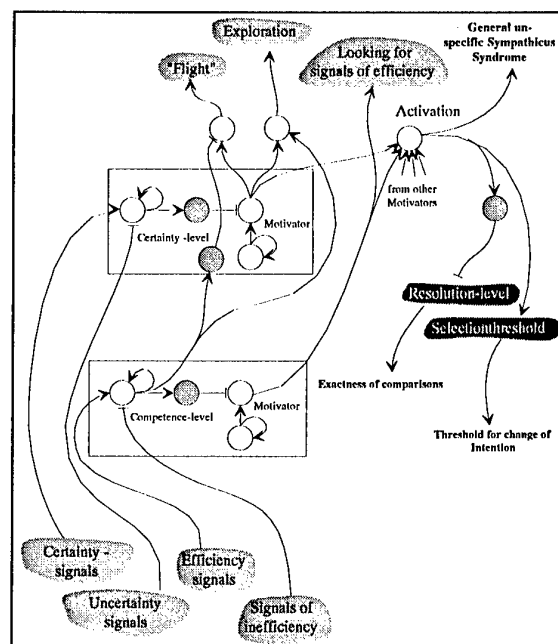 Exploration
"Flight"
Looking for
signals of efficiency
General un-
specific Sympathicus
Syndrome
Activation
from other
Motivators
Certainty -level
Motivator
Resolution-level
Selectionthreshold
Exactness of comparisons
Competence-level
Motivator
Threshold for change of
Intention
Certainty -
signals
Efficiency
signals
Uncertainty
signals
Signals of
inefficiency